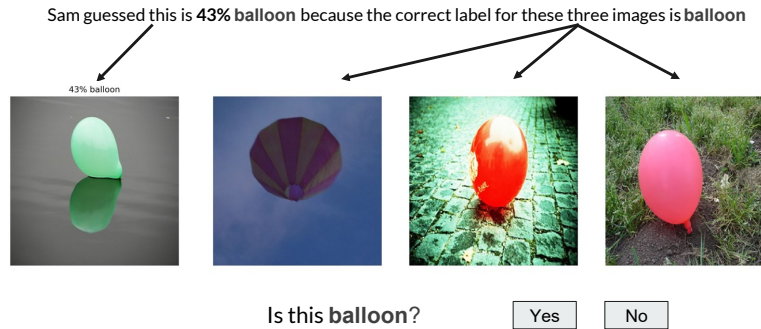 Sam guessed this is 43% balloon because the correct label for these three images is balloon
43% balloon
Is this balloon?
Yes
No